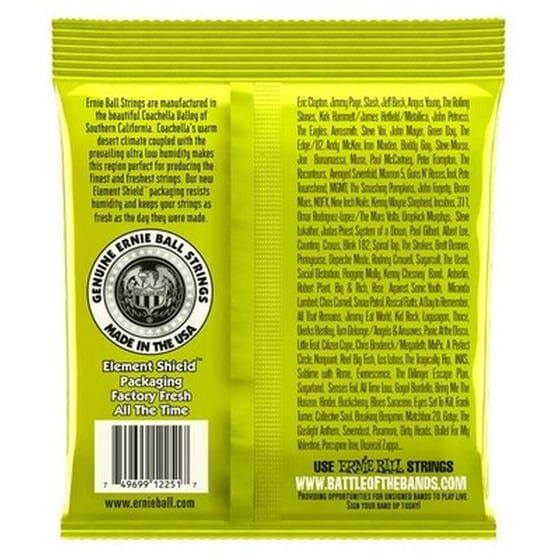 Ernie Ball Strings are manufactured in
the beautiful Coachella Valley of
Southern California. Coachella's warm
desert climate coupled with the
prevailing ultra low humidity makes
this region perfect for producing the
finest and freshest strings. Our new
Element Shield™ packaging resists
humidity and keeps your strings as
fresh as the day they were made.
GENUINE ERNIE BALL STRINGS
MADE IN THE USA
Element Shield™
Packaging
Factory Fresh
All The Time
7 49699 12251 7
www.ernieball.com
Eric Clapton, Jimmy Page, Slash, Jeff Beck, Angus Young, The Rolling
Stones, Kirk Hammett/James Hetfield/Metallica, John Petrucci,
The Eagles, Aerosmith, Steve Vai, John Mayer, Green Day, The
Edge/U2, Andy McKee, Iron Maiden, Buddy Guy, Steve Morse,
Joe Bonamassa, Muse, Paul McCartney, Peter Frampton, The
Raconteurs, Avenged Sevenfold, Maroon 5, Guns N' Roses, Tool, Pete
Townshend, MGMT, The Smashing Pumpkins, John Fogerty, Bruno
Mars, NOFX, Nine Inch Nails, Kenny Wayne Shepherd, Incubus, 311,
Omar Rodriguez-Lopez/The Mars Volta, Dropkick Murphys, Steve
Lukather, Judas Priest, System of a Down, Paul Gilbert, Albert Lee,
Counting Crows, Blink 182, Spinal Tap, The Strokes, Brett Dennen,
Pennywise, Depeche Mode, Rodney Crowell, Sugarcult, The Used,
Social Distortion, Flogging Molly, Kenny Chesney Band, Anberlin,
Robert Plant, Big & Rich, Rise Against, Sonic Youth, Miranda
Lambert, Chris Cornell, Snow Patrol, Rascal Flatts, A Day to Remember,
All That Remains, Jimmy Eat World, Kid Rock, Lagwagon, Thrice,
Dierks Bentley, Tom Delonge/Angels & Airwaves, Panic At the Disco,
Little Feat, Citizen Cope, Chris Broderick/Megadeth, MxPx, A Perfect
Circle, Nonpoint, Reel Big Fish, Los Lobos, The Tragically Hip, INXS,
Sublime with Rome, Evanescence, The Dillinger Escape Plan,
Sugarland, Senses Fail, All Time Low, Gogol Bordello, Bring Me The
Horizon, Hinder, Buckcherry, Blues Saraceno, Eyes Set To Kill, Frank
Turner, Collective Soul, Breaking Benjamin, Matchbox 20, Gotye, The
Gaslight Anthem, Sevendust, Paramore, Dirty Heads, Bullet For My
Valentine, Porcupine Tree, Dweezil Zappa...
USE ERNIE BALL STRINGS
WWW.BATTLEOFTHEBANDS.COM
Providing opportunities for unsigned bands to play live.
Sign your band up today!